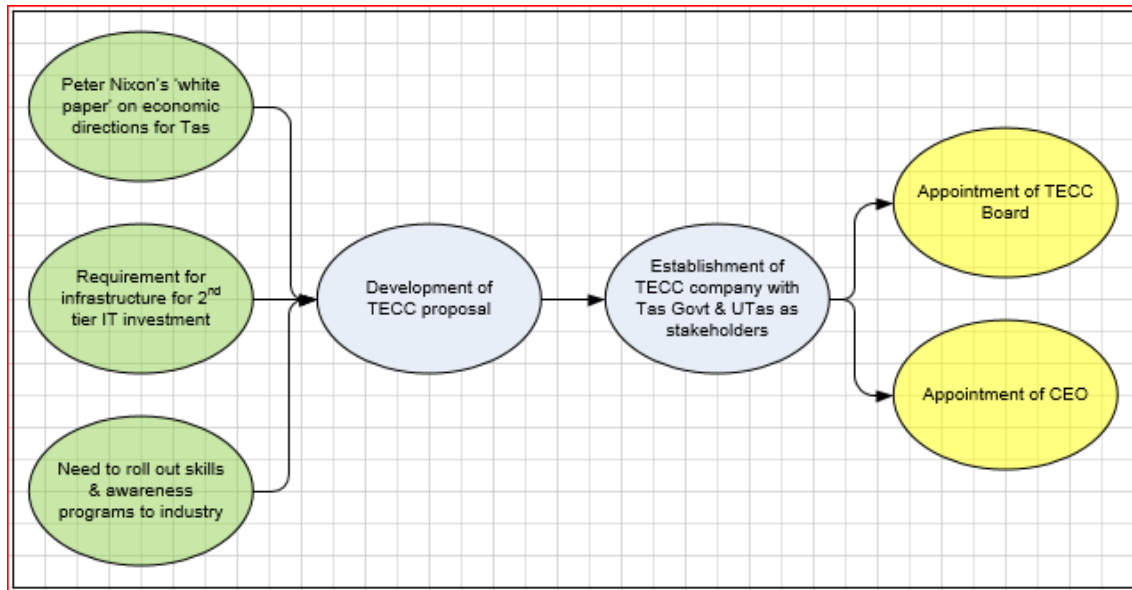 Peter Nixon's 'white
paper' on economic
directions for Tas
Requirement for
infrastructure for 2nd
tier IT investment
Need to roll out skills
& awareness
programs to industry
Development of
TECC proposal
Establishment of
TECC company with
Tas Govt & UTas as
stakeholders
Appointment of TECC
Board
Appointment of CEO